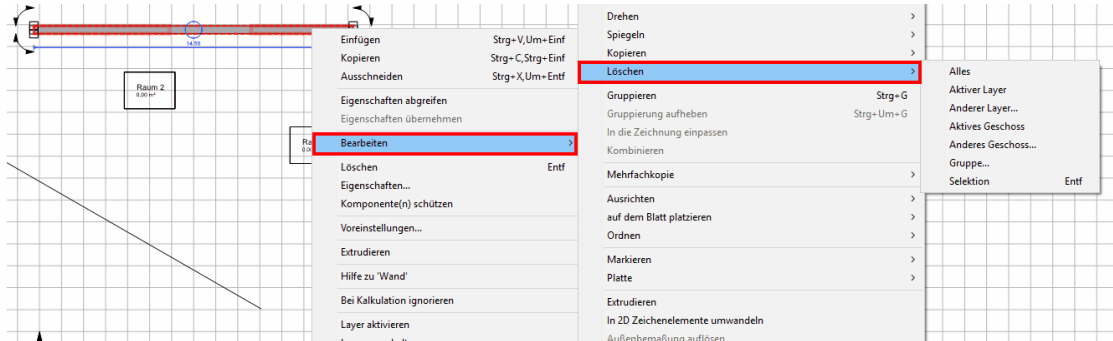 14.50
Raum 2
0,00 m²
Ra
0.00
Einfügen Strg+V,Um+Einf
Kopieren Strg+C,Strg+Einf
Ausschneiden Strg+X,Um+Entf
Eigenschaften abgreifen
Eigenschaften übernehmen
Bearbeiten
Löschen Entf
Eigenschaften...
Komponente(n) schützen
Voreinstellungen...
Extrudieren
Hilfe zu 'Wand'
Bei Kalkulation ignorieren
Layer aktivieren
Drehen
Spiegeln
Kopieren
Löschen
Gruppieren Strg+G
Gruppierung aufheben Strg+Um+G
In die Zeichnung einpassen
Kombinieren
Mehrfachkopie
Ausrichten
auf dem Blatt platzieren
Ordnen
Markieren
Platte
Extrudieren
In 2D Zeichenelemente umwandeln
Außenbemaßung auflösen
Alles
Aktiver Layer
Anderer Layer...
Aktives Geschoss
Anderes Geschoss...
Gruppe...
Selektion Entf